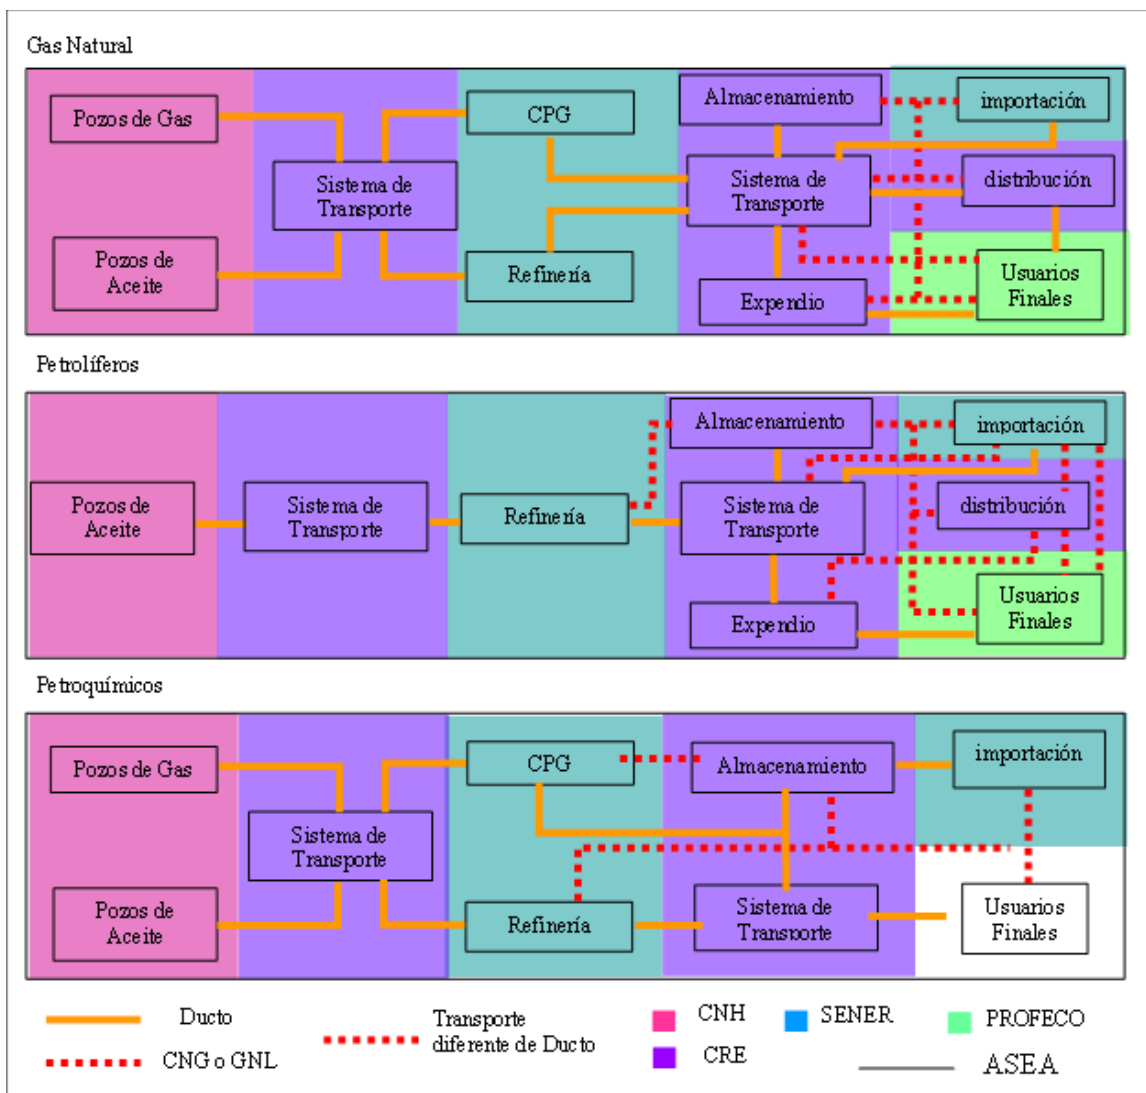 Gas Natural
Pozos de Gas
CPG
Almacenamiento
importación
Sistema de
Transporte
Sistema de
Transporte
distribución
Pozos de
Aceite
Refinería
Expendio
Usuarios
Finales
Petrolíferos
Almacenamiento
importación
Pozos de
Aceite
Sistema de
Transporte
Refinería
Sistema de
Transporte
distribución
Expendio
Usuarios
Finales
Petroquímicos
Pozos de Gas
CPG
Almacenamiento
importación
Sistema de
Transporte
Pozos de
Aceite
Refinería
Sistema de
Transporte
Usuarios
Finales
Ducto
Transporte
diferente de Ducto
CNH
SENER
PROFECO
CNG o GNL
CRE
ASEA